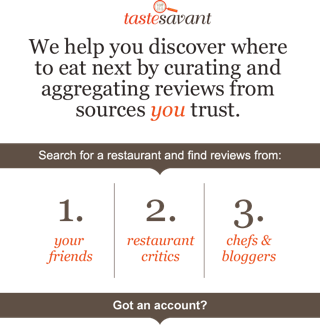 tastesavant
We help you discover where
to eat next by curating and
aggregating reviews from
sources you trust.
Search for a restaurant and find reviews from:
1. 2. 3.
your restaurant chefs &
friends critics bloggers
Got an account?